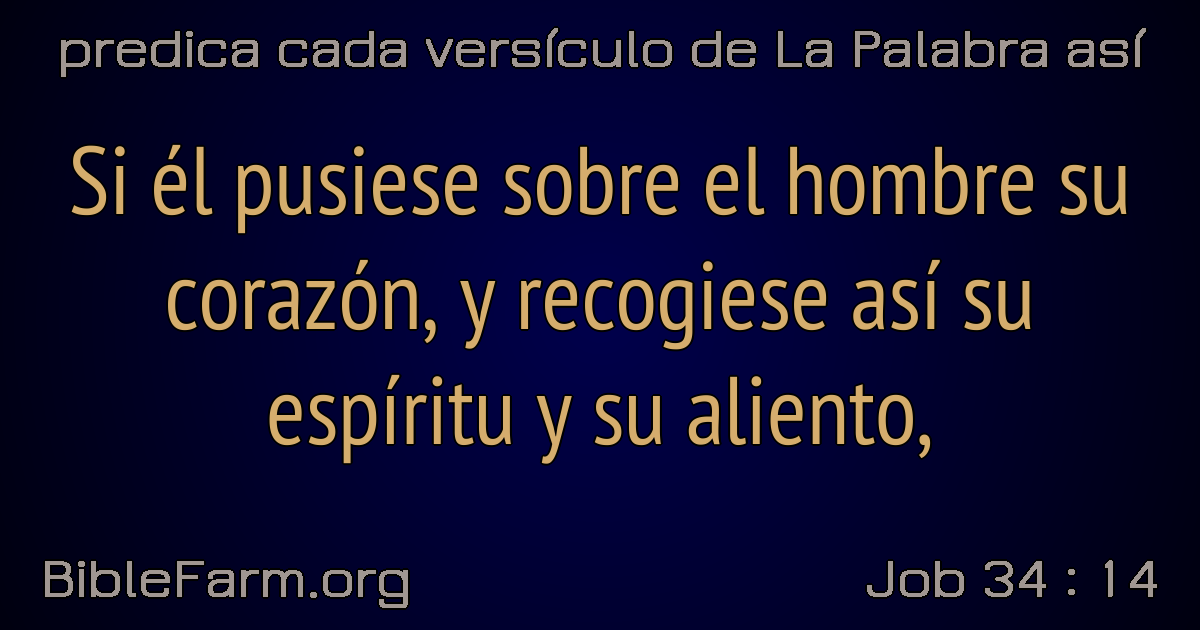 predica cada versículo de La Palabra así
Si él pusiese sobre el hombre su
corazón, y recogiese así su
espíritu y su aliento,
BibleFarm.org
Job 34 : 14